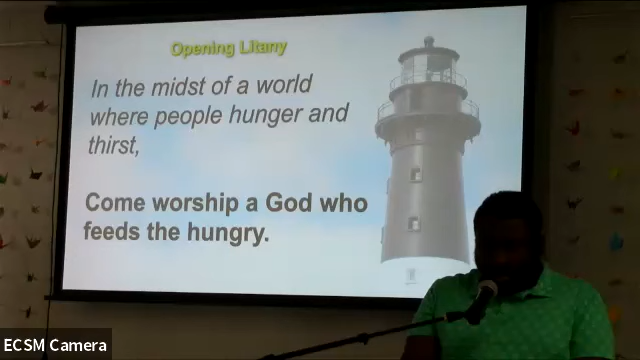 Opening Litany
In the midst of a world
where people hunger and
thirst,
Come worship a God who
feeds the hungry.
ECSM Camera